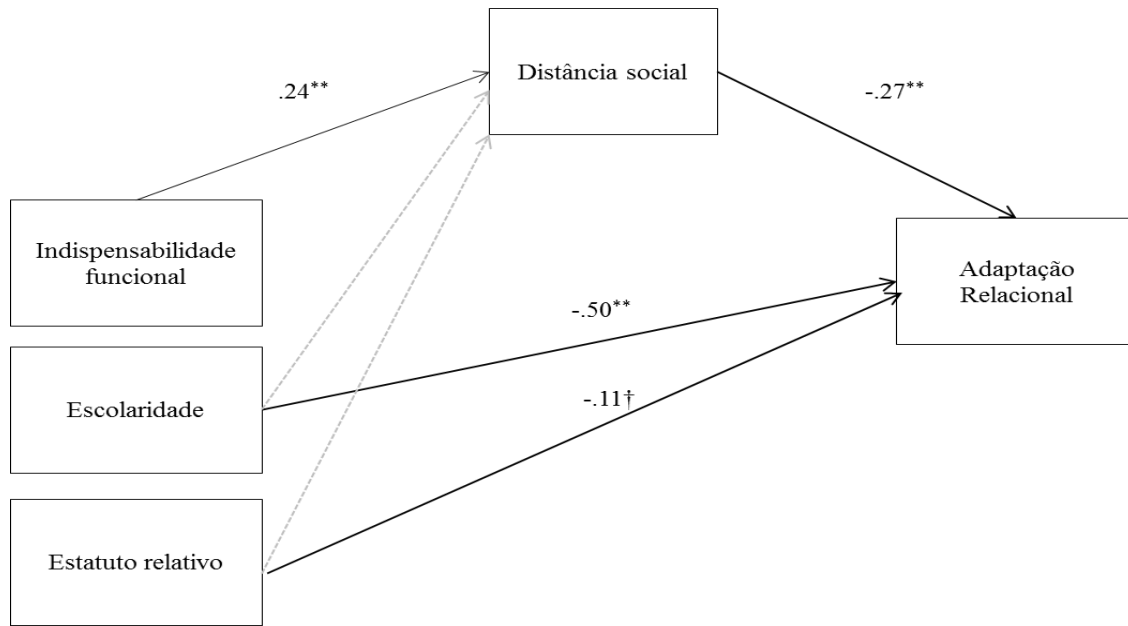 Distância social
.24**
-.27**
Indispensabilidade
funcional
Adaptação
Relacional
-.50**
Escolaridade
-.11†
Estatuto relativo